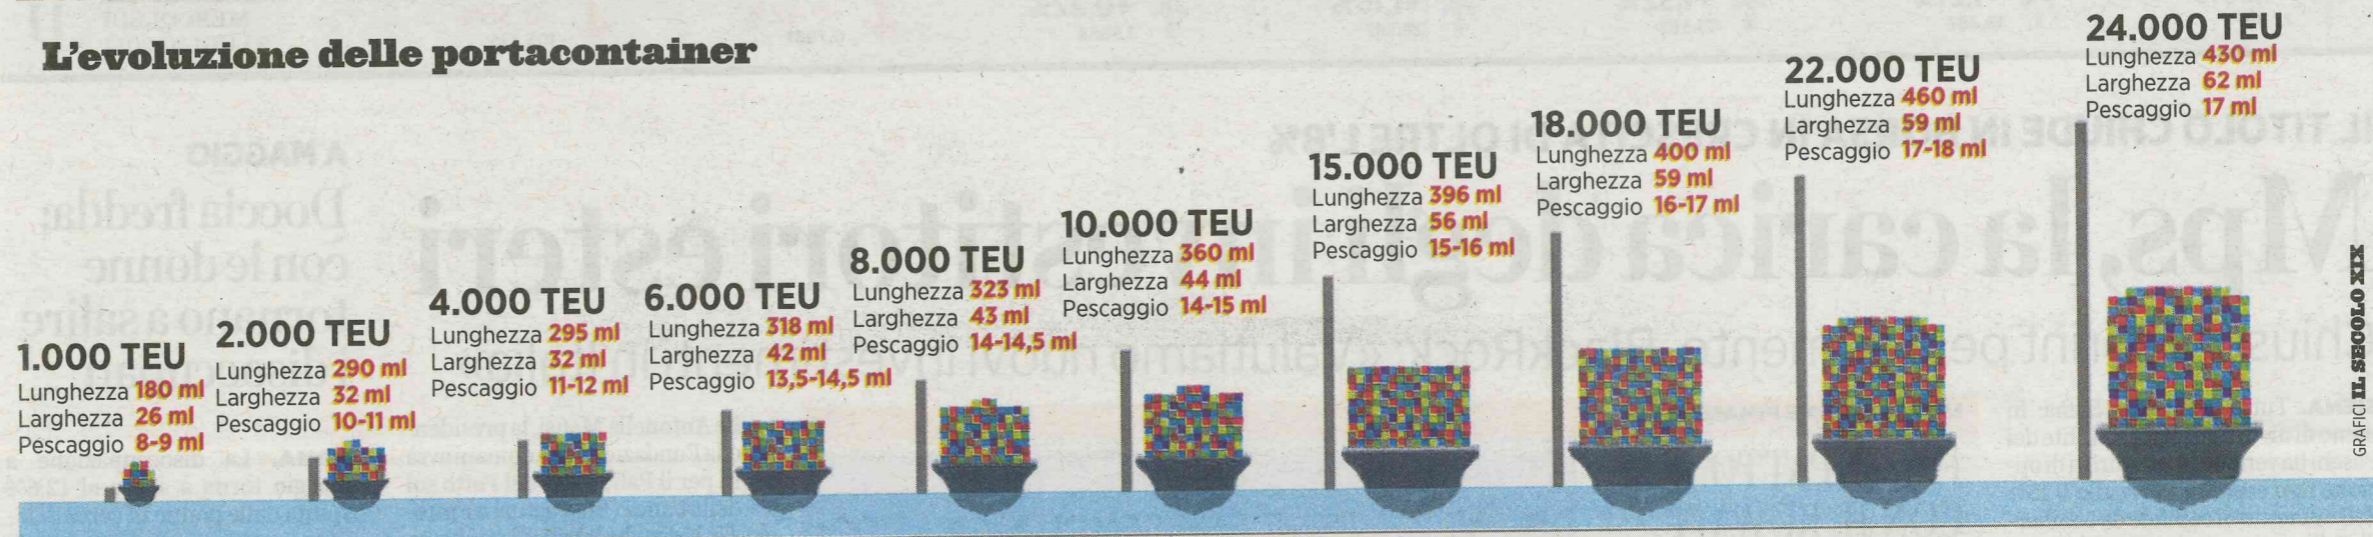 L'evoluzione delle portacontainer
1.000 TEU
Lunghezza 180 ml
Larghezza 26 ml
Pescaggio 8-9 ml
2.000 TEU
Lunghezza 290 ml
Larghezza 32 ml
Pescaggio 10-11 ml
4.000 TEU
Lunghezza 295 ml
Larghezza 32 ml
Pescaggio 11-12 ml
6.000 TEU
Lunghezza 318 ml
Larghezza 42 ml
Pescaggio 13,5-14,5 ml
8.000 TEU
Lunghezza 323 ml
Larghezza 43 ml
Pescaggio 14-14,5 ml
10.000 TEU
Lunghezza 360 ml
Larghezza 44 ml
Pescaggio 14-15 ml
15.000 TEU
Lunghezza 396 ml
Larghezza 56 ml
Pescaggio 15-16 ml
18.000 TEU
Lunghezza 400 ml
Larghezza 59 ml
Pescaggio 16-17 ml
22.000 TEU
Lunghezza 460 ml
Larghezza 59 ml
Pescaggio 17-18 ml
24.000 TEU
Lunghezza 430 ml
Larghezza 62 ml
Pescaggio 17 ml
GRAFICI IL SECOLO XIX